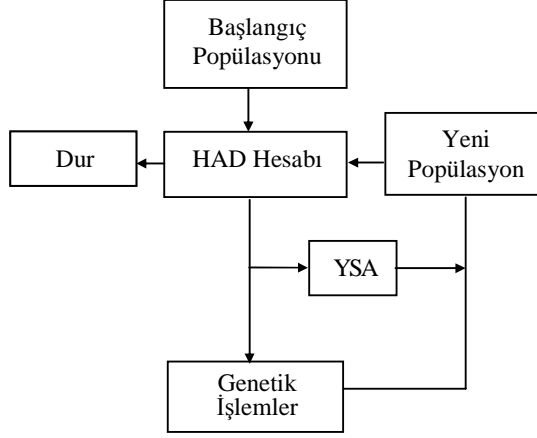 Başlangıç
Popülasyonu
Dur
HAD Hesabı
Yeni
Popülasyon
YSA
Genetik
İşlemler